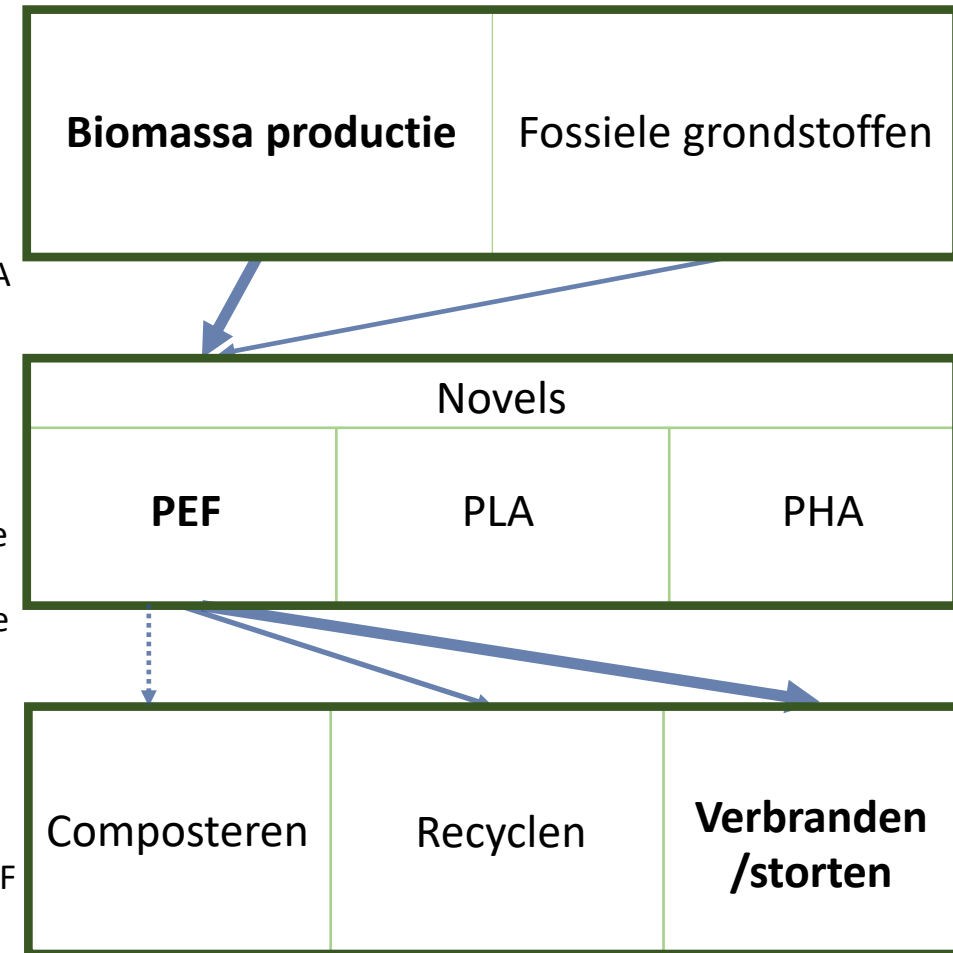 Biomassa productie
Fossiele grondstoffen
A
Novels
PEF
PLA
PHA
e
e
Composteren
Recyclen
Verbranden
/storten
F